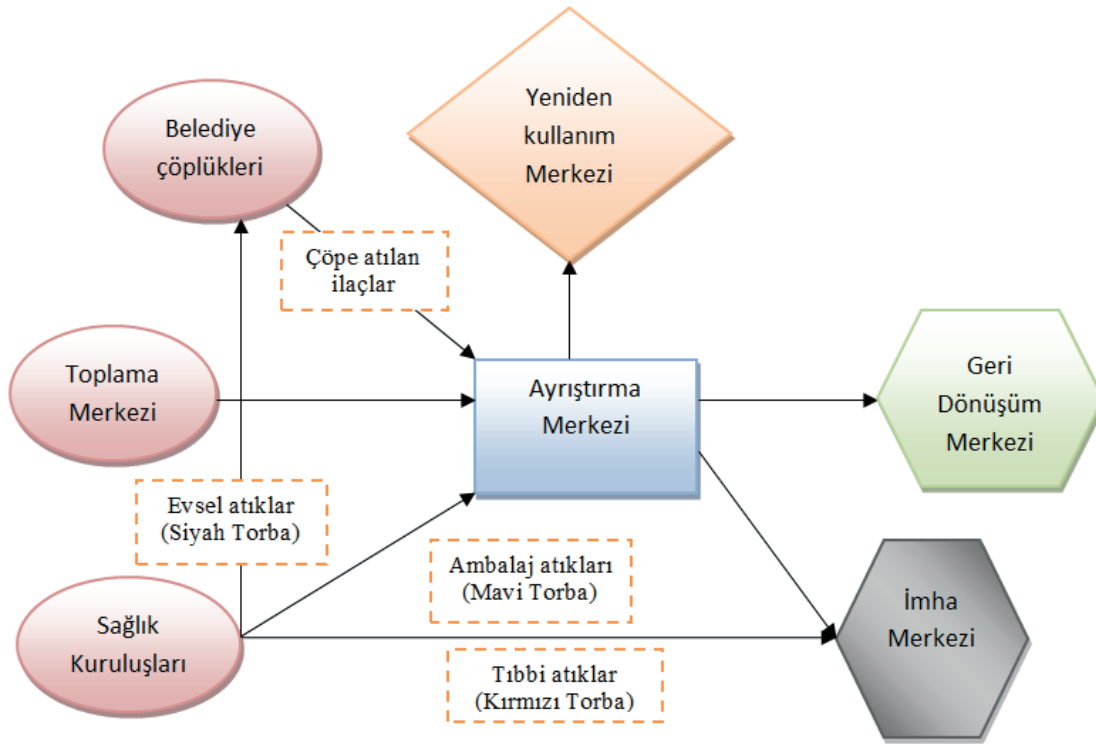 Belediye
çöplükleri
Yeniden
kullanım
Merkezi
Çöpe atılan
ilaçlar
Toplama
Merkezi
Ayrıştırma
Merkezi
Geri
Dönüşüm
Merkezi
Evsel atıklar
(Siyah Torba)
Ambalaj atıkları
(Mavi Torba)
Sağlık
Kuruluşları
İmha
Merkezi
Tıbbi atıklar
(Kırmızı Torba)